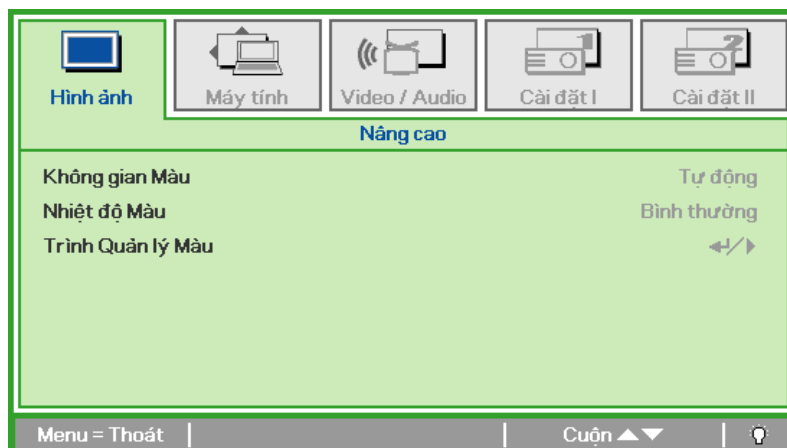 Hình ảnh Máy tính Video / Audio Cài đặt I Cài đặt II
Nâng cao
Không gian Màu Tự động
Nhiệt độ Màu Bình thường
Trình Quản lý Màu
Menu = Thoát Cuộn